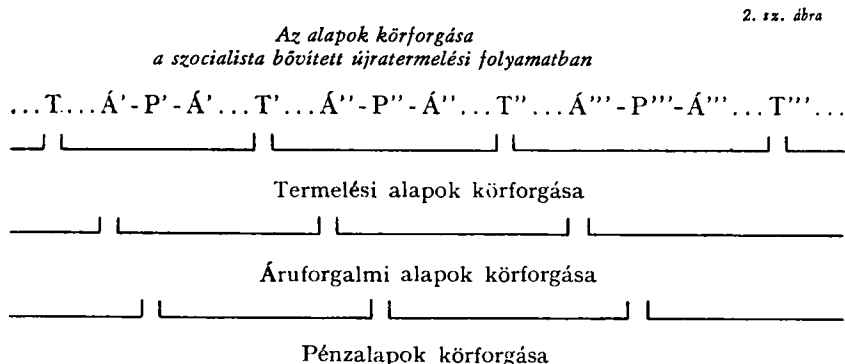 2. sz. ábra
Az alapok körforgása
a szocialista bővített újratermelési folyamatban
...T....Á'-P'-Á'...T'...Á''-P''-Á''...T''...Á'''-P'''-Á'''...T'''...
Termelési alapok körforgása
Áruforgalmi alapok körforgása
Pénzalapok körforgása